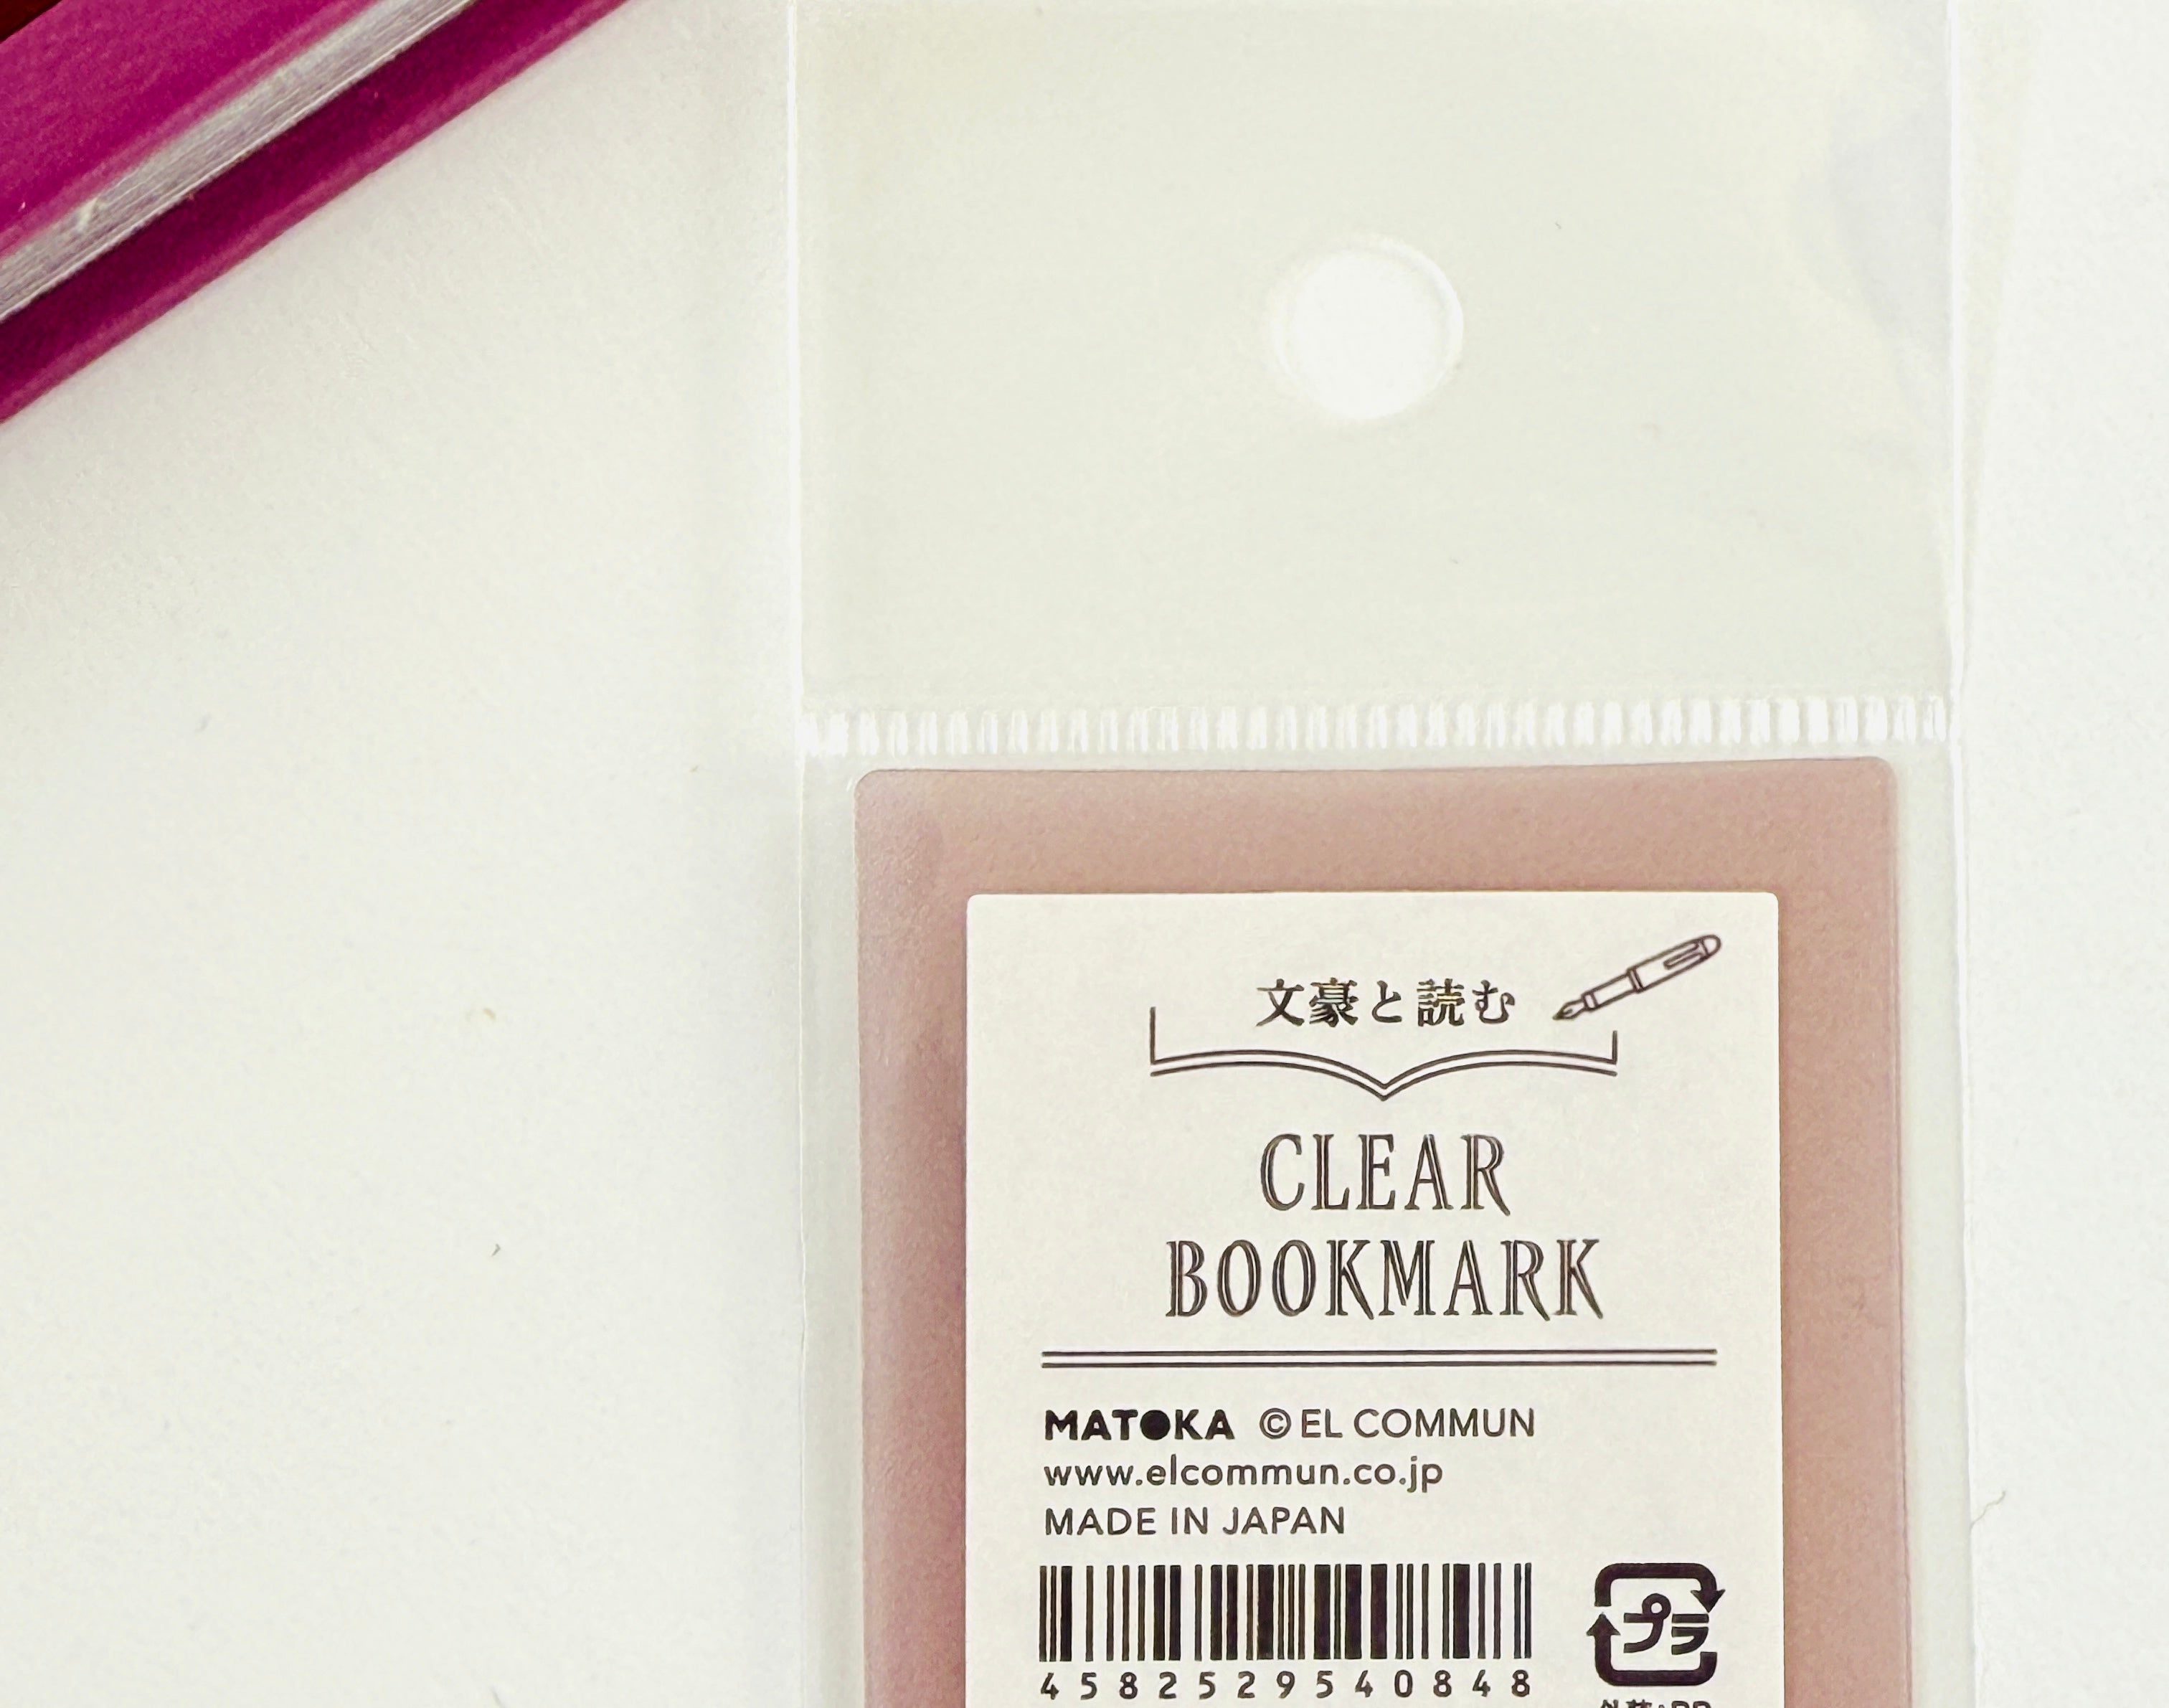 文豪と読む
CLEAR
BOOKMARK
MATOKA ©EL COMMUN
www.elcommun.co.jp
MADE IN JAPAN
4582529540848
プラ